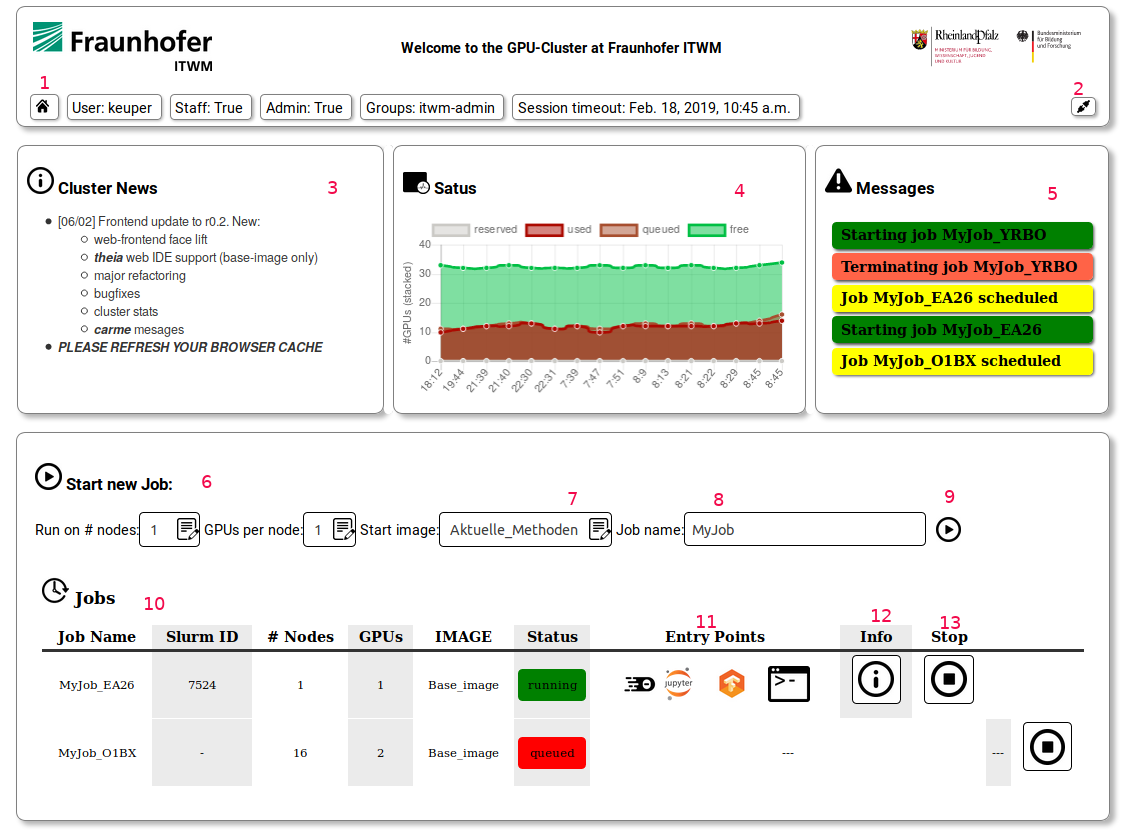 Fraunhofer
ITWM
Welcome to the GPU-Cluster at Fraunhofer ITWM
RheinlandPfalz
MINISTERIUM FÜR BILDUNG,
WISSENSCHAFT, JUGEND
UND KULTUR
Bundesministerium
für Bildung
und Forschung
1
2
User: keuper
Staff: True
Admin: True
Groups: itwm-admin
Session timeout: Feb. 18, 2019, 10:45 a.m.
Cluster News
3
[06/02] Frontend update to r0.2. New:
web-frontend face lift
theia web IDE support (base-image only)
major refactoring
bugfixes
cluster stats
carme mesages
PLEASE REFRESH YOUR BROWSER CACHE
Satus
4
reserved used queued free
#GPUs (stacked)
40
30
20
10
0
18:12 19:44 21:39 21:40 22:30 22:31 7:39 7:47 7:51 8:9 8:13 8:21 8:22 8:29 8:45 8:45
Messages
5
Starting job MyJob_YRBO
Terminating job MyJob_YRBO
Job MyJob_EA26 scheduled
Starting job MyJob_EA26
Job MyJob_O1BX scheduled
Start new Job:
6
7
8
9
Run on # nodes: 1 GPUs per node: 1 Start image: Aktuelle_Methoden Job name: MyJob
Jobs
10
11
12
13
Job Name Slurm ID # Nodes GPUs IMAGE Status Entry Points Info Stop
MyJob_EA26 7524 1 1 Base_image running jupyter >-
MyJob_O1BX - 16 2 Base_image queued --- ---